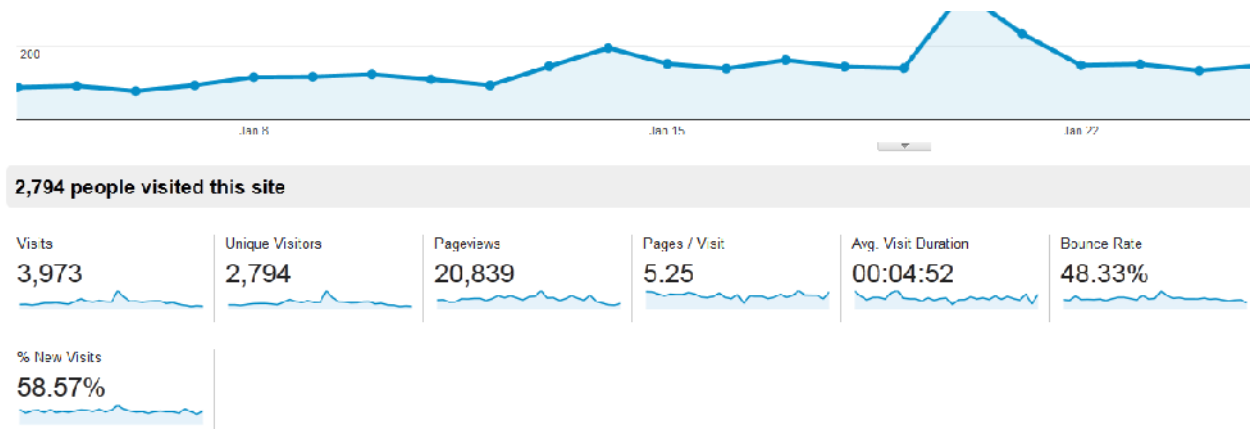 200
Jan 8
Jan 15
Jan 22
2,794 people visited this site
Visits
Unique Visitors
Pageviews
Pages / Visit
Avg. Visit Duration
Bounce Rate
3,973
2,794
20,839
5.25
00:04:52
48.33%
% New Visits
58.57%